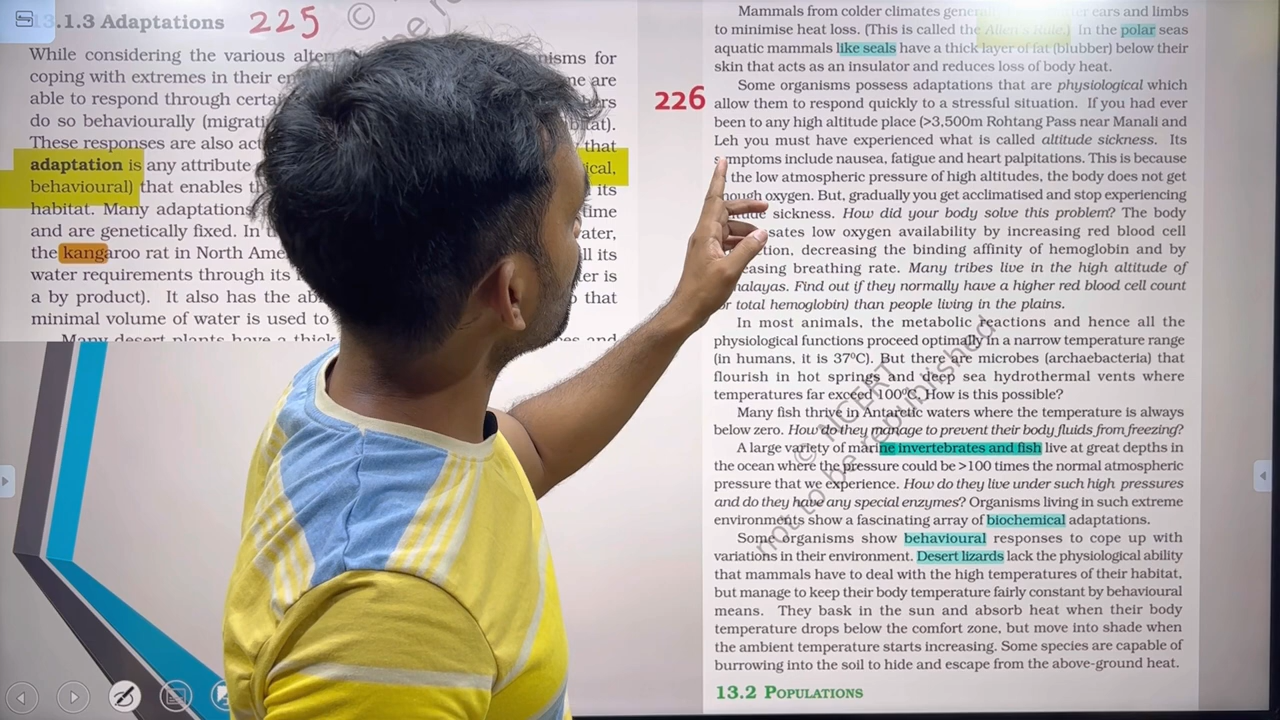 13.1.3 Adaptations
225
While considering the various
isms for
coping with extremes in their
are
able to respond through
do so behaviourally
These responses are also
that
adaptation is any attribute
behavioural) that enables
its
habitat. Many adaptations
time
and are genetically fixed. In
the kangaroo rat in North
its
water requirements through its
is
a by product). It also has the
that
minimal volume of water is used to
Many desert plants have a thick
and
Mammals from colder climates ears and limbs
to minimise heat loss. (This is called the Allen's Rule.) In the polar seas
aquatic mammals like seals have a thick layer of fat (blubber) below their
skin that acts as an insulator and reduces loss of body heat.
226
Some organisms possess adaptations that are physiological which
allow them to respond quickly to a stressful situation. If you had ever
been to any high altitude place (>3,500m Rohtang Pass near Manali and
Leh you must have experienced what is called altitude sickness. Its
symptoms include nausea, fatigue and heart palpitations. This is because
the low atmospheric pressure of high altitudes, the body does not get
oxygen. But, gradually you get acclimatised and stop experiencing
sickness. How did your body solve this problem? The body
low oxygen availability by increasing red blood cell
decreasing the binding affinity of hemoglobin and by
breathing rate. Many tribes live in the high altitude of
Find out if they normally have a higher red blood cell count
or total hemoglobin) than people living in the plains.
In most animals, the metabolic reactions and hence all the
physiological functions proceed optimally in a narrow temperature range
(in humans, it is 37⁰C). But there are microbes (archaebacteria) that
flourish in hot springs and deep sea hydrothermal vents where
temperatures far exceed 100⁰C. How is this possible?
Many fish thrive in Antarctic waters where the temperature is always
below zero. How do they manage to prevent their body fluids from freezing?
A large variety of marine invertebrates and fish live at great depths in
the ocean where the pressure could be >100 times the normal atmospheric
pressure that we experience. How do they live under such high pressures
and do they have any special enzymes? Organisms living in such extreme
environments show a fascinating array of biochemical adaptations.
Some organisms show behavioural responses to cope up with
variations in their environment. Desert lizards lack the physiological ability
that mammals have to deal with the high temperatures of their habitat,
but manage to keep their body temperature fairly constant by behavioural
means. They bask in the sun and absorb heat when their body
temperature drops below the comfort zone, but move into shade when
the ambient temperature starts increasing. Some species are capable of
burrowing into the soil to hide and escape from the above-ground heat.
13.2 POPULATIONS
© NCERT
not to be republished